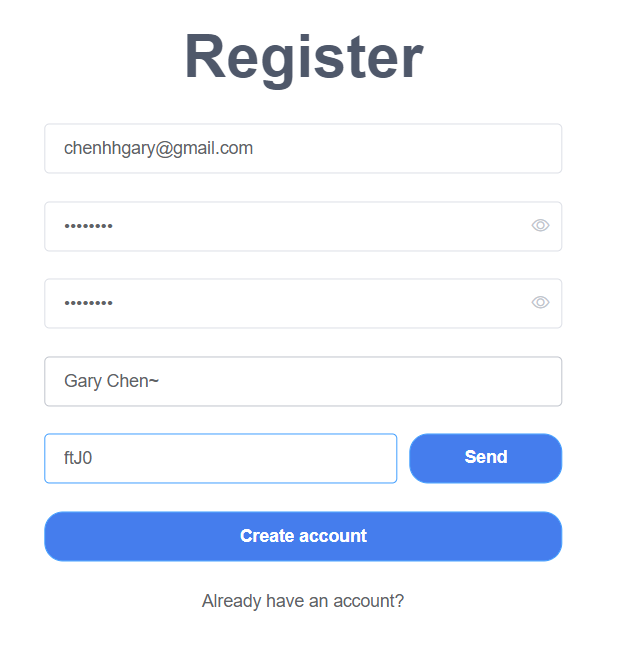 Register
chenhhgary@gmail.com
••••••••
••••••••
Gary Chen~
ftJ0
Send
Create account
Already have an account?